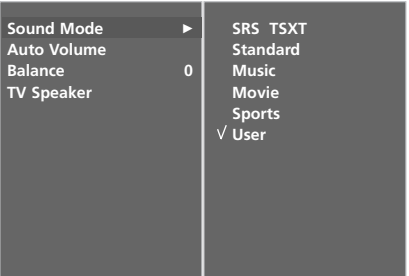 Sound Mode ►
Auto Volume
Balance 0
TV Speaker
SRS TSXT
Standard
Music
Movie
Sports
√ User